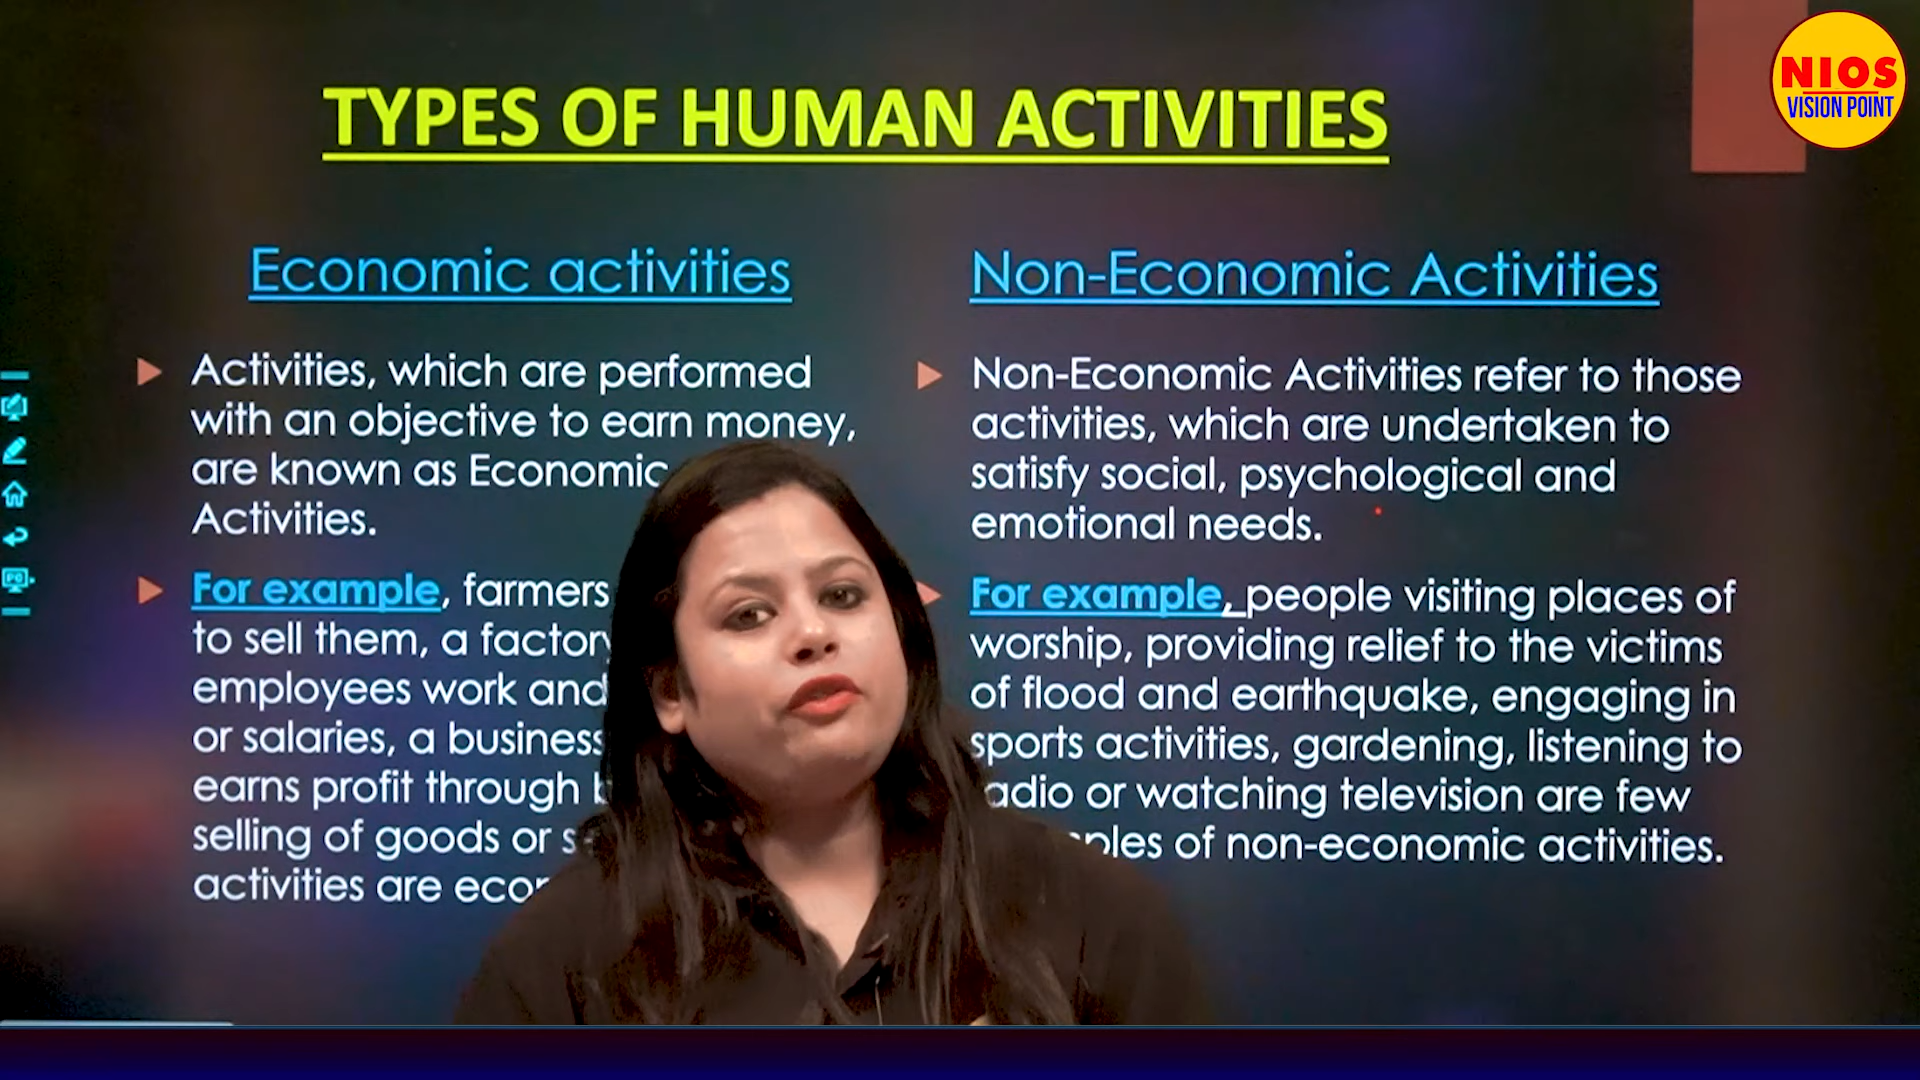 NIOS
VISION POINT
TYPES OF HUMAN ACTIVITIES
Economic activities
Activities, which are performed
with an objective to earn money,
are known as Economic
Activities.
For example, farmers
to sell them, a factory
employees work and
or salaries, a business
earns profit through
selling of goods or
activities are
Non-Economic Activities
Non-Economic Activities refer to those
activities, which are undertaken to
satisfy social, psychological and
emotional needs.
For example, people visiting places of
worship, providing relief to the victims
of flood and earthquake, engaging in
sports activities, gardening, listening to
or watching television are few
of non-economic activities.